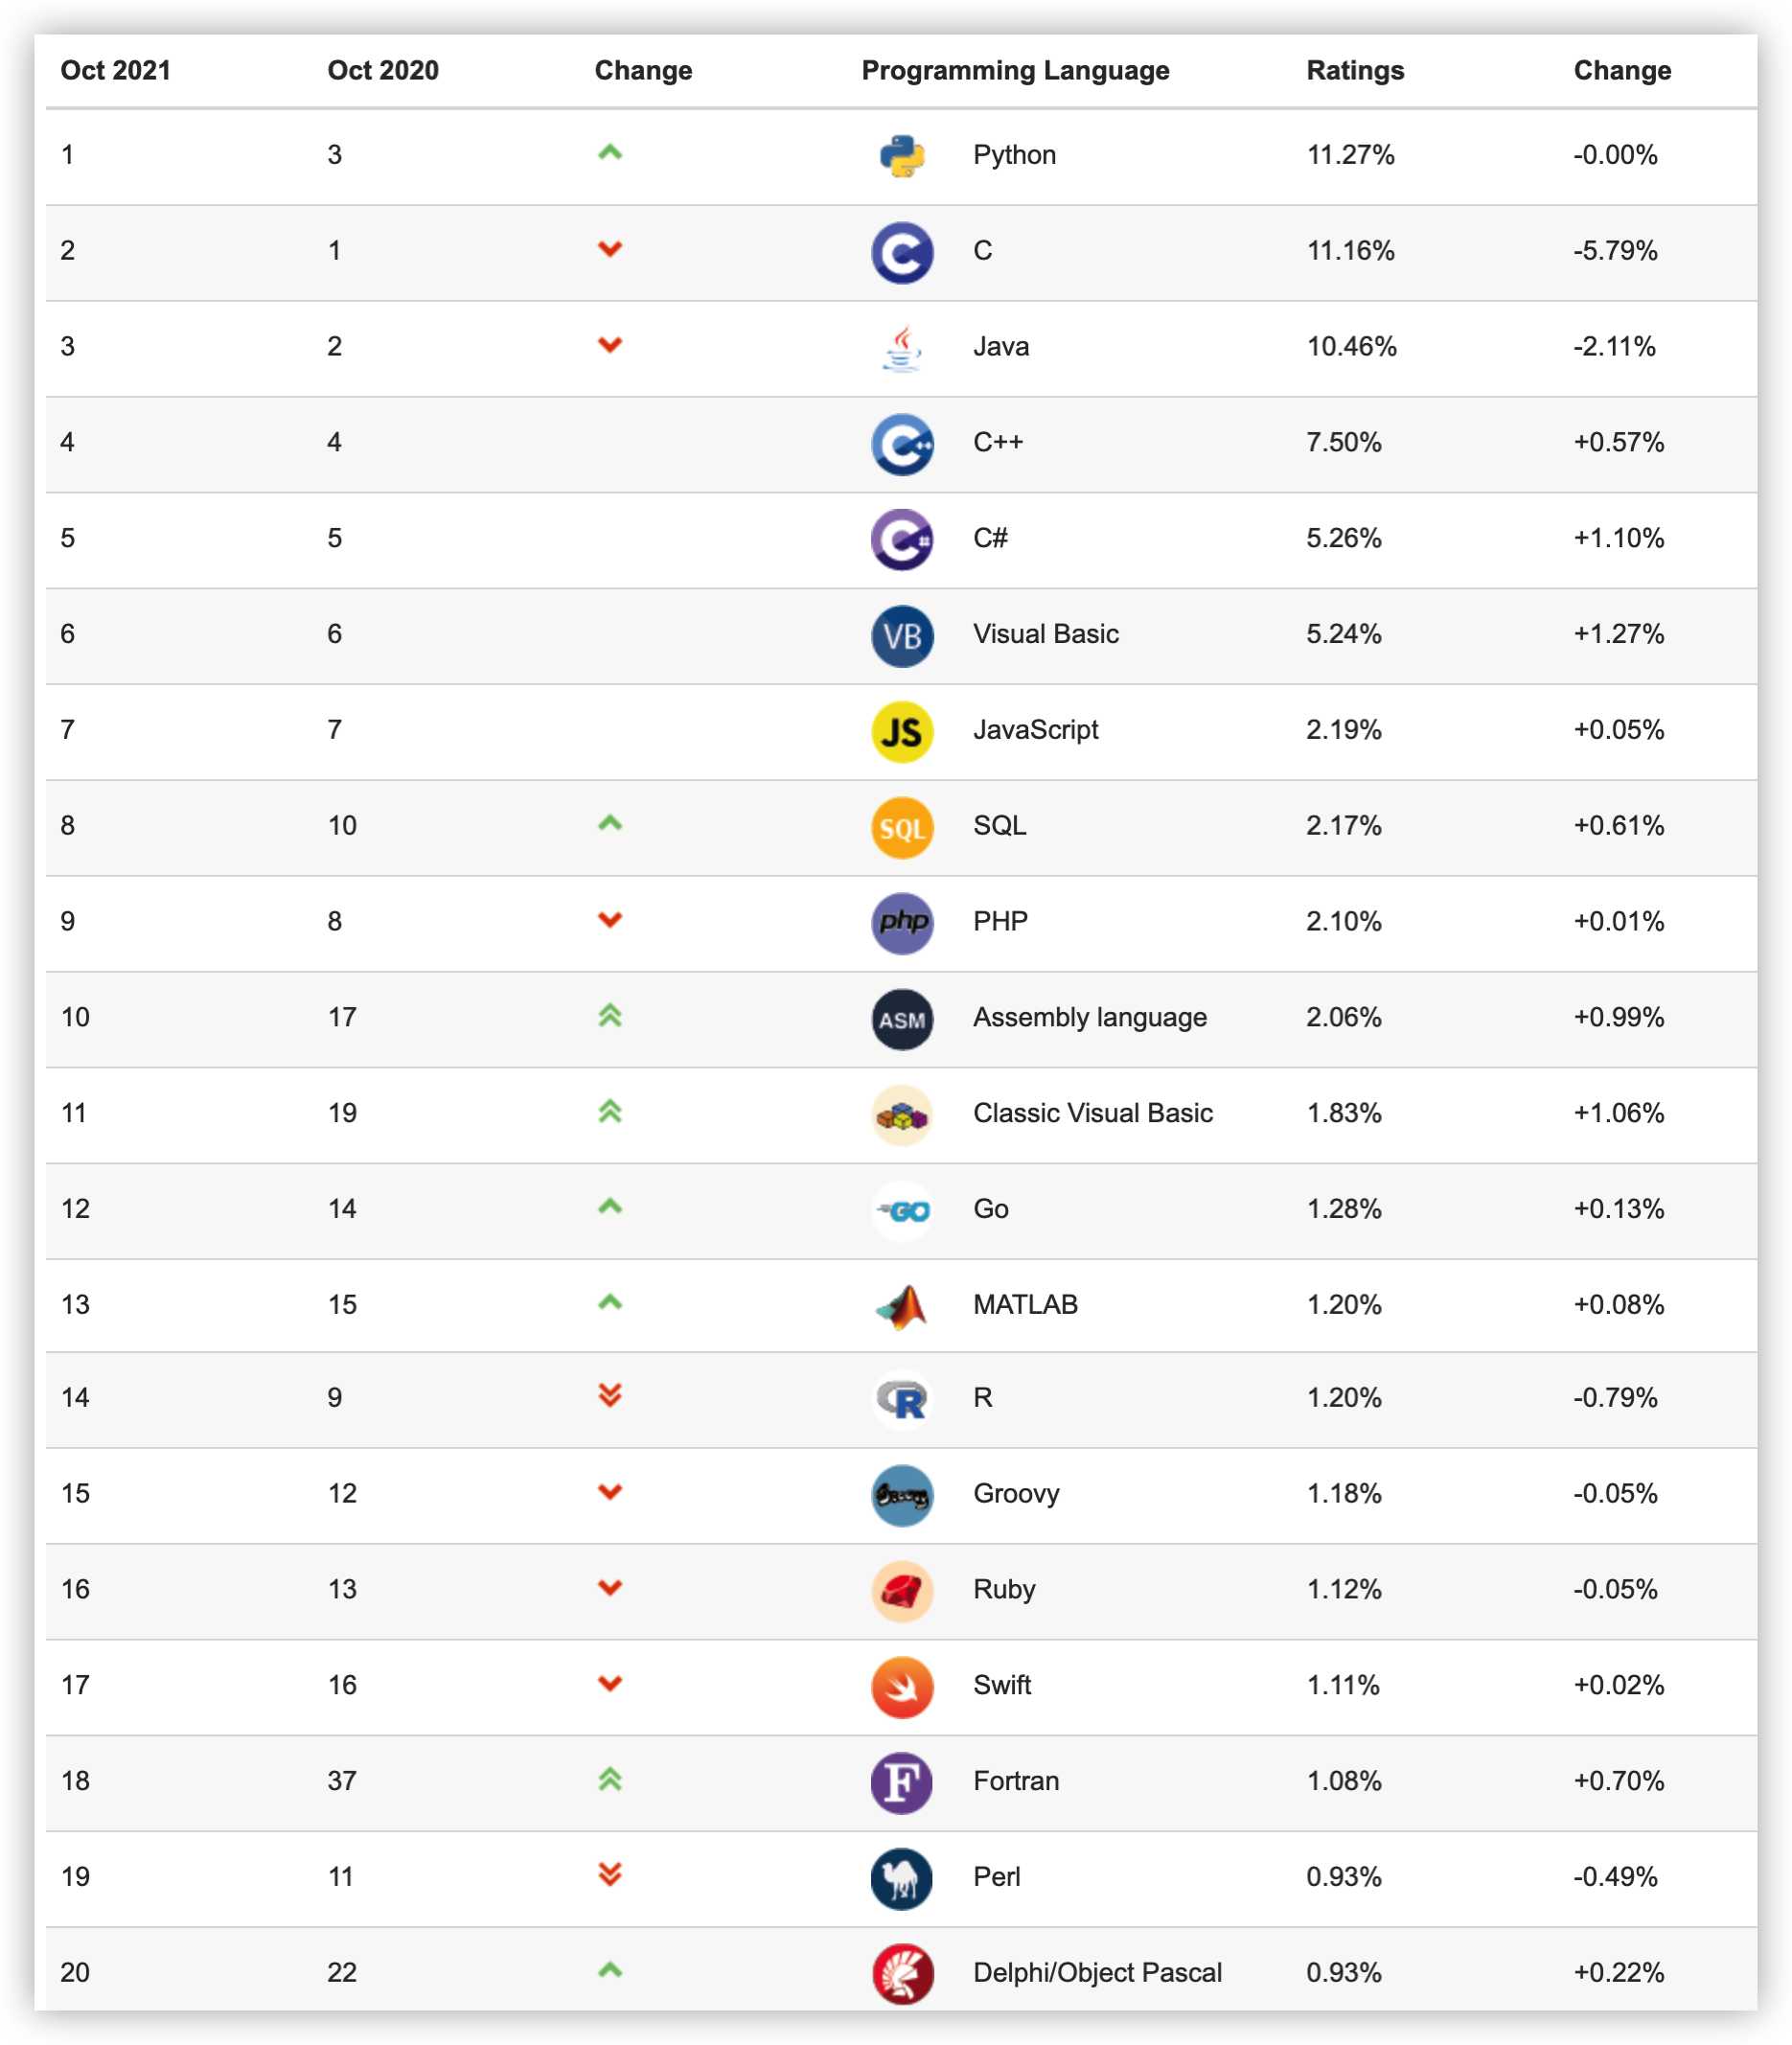 Oct 2021 Oct 2020 Change Programming Language Ratings Change
1 3 Python 11.27% -0.00%
2 1 C C 11.16% -5.79%
3 2 Java 10.46% -2.11%
4 4 C++ C++ 7.50% +0.57%
5 5 C# C# 5.26% +1.10%
6 6 VB Visual Basic 5.24% +1.27%
7 7 JS JavaScript 2.19% +0.05%
8 10 SQL SQL 2.17% +0.61%
9 8 php PHP 2.10% +0.01%
10 17 ASM Assembly language 2.06% +0.99%
11 19 Classic Visual Basic 1.83% +1.06%
12 14 GO Go 1.28% +0.13%
13 15 MATLAB 1.20% +0.08%
14 9 R R 1.20% -0.79%
15 12 Groovy Groovy 1.18% -0.05%
16 13 Ruby 1.12% -0.05%
17 16 Swift 1.11% +0.02%
18 37 F Fortran 1.08% +0.70%
19 11 Perl 0.93% -0.49%
20 22 Delphi/Object Pascal 0.93% +0.22%